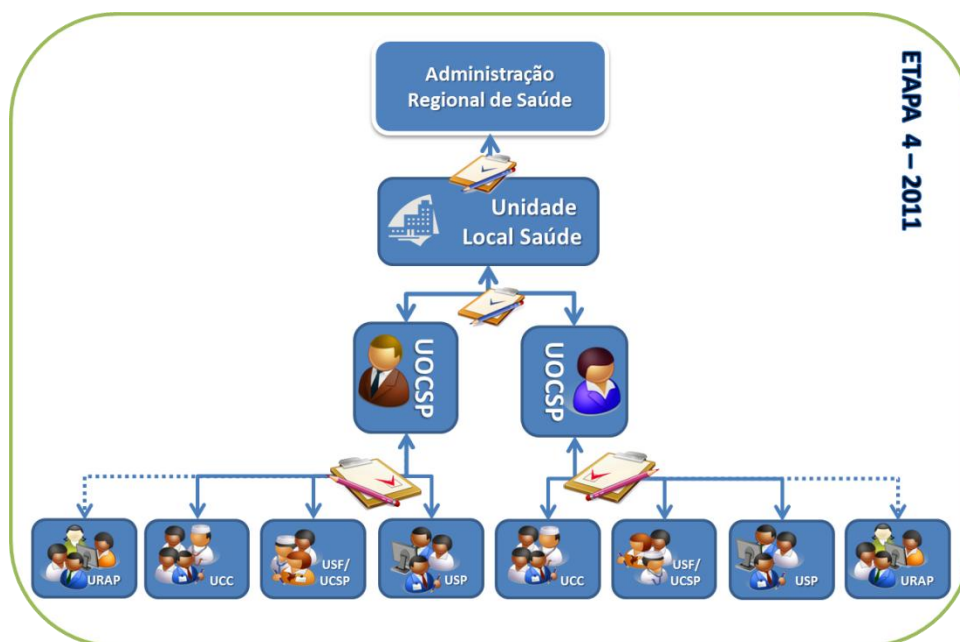 Administração
Regional de Saúde
ETAPA 4 – 2011
Unidade
Local Saúde
UOCSP
UOCSP
URAP
UCC
USF/
UCSP
USP
UCC
USF/
UCSP
USP
URAP